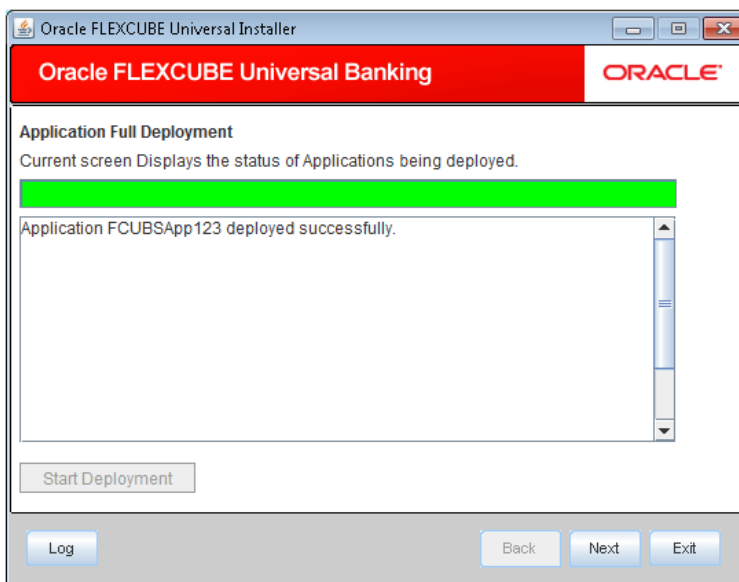 Oracle FLEXCUBE Universal Installer
Oracle FLEXCUBE Universal Banking
ORACLE®
Application Full Deployment
Current screen Displays the status of Applications being deployed.
Application FCUBSApp123 deployed successfully.
Start Deployment
Log
Back
Next
Exit